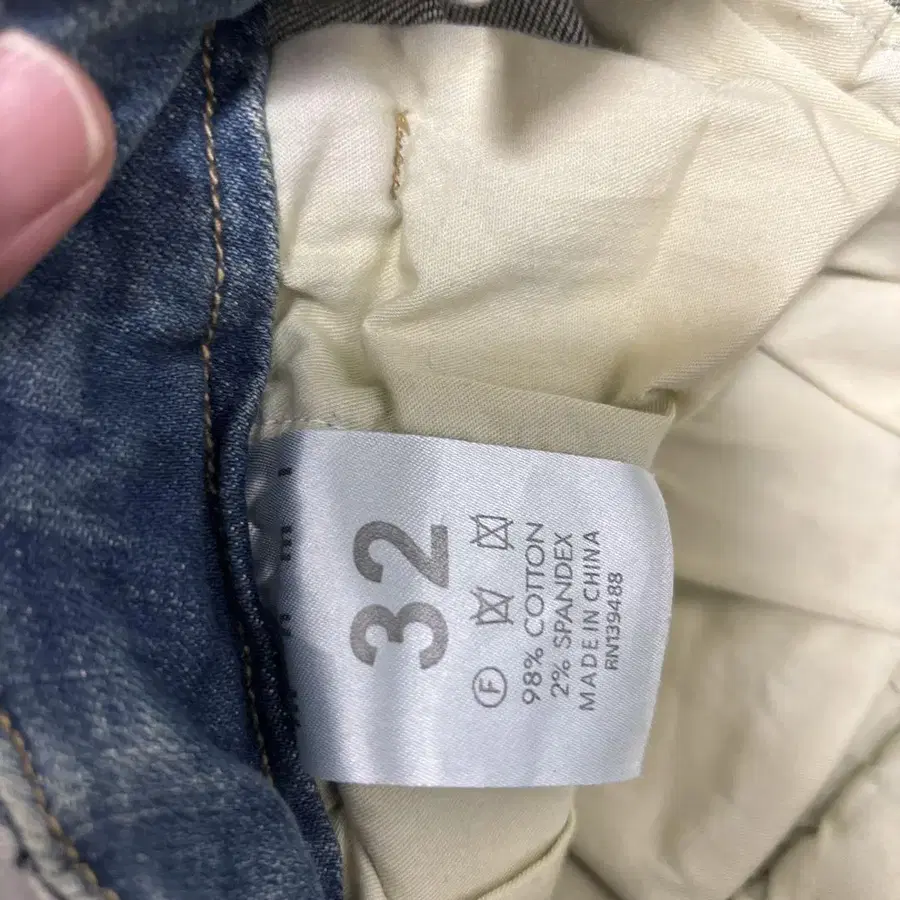 32
F
98% COTTON
2% SPANDEX
MADE IN CHINA
RN139488